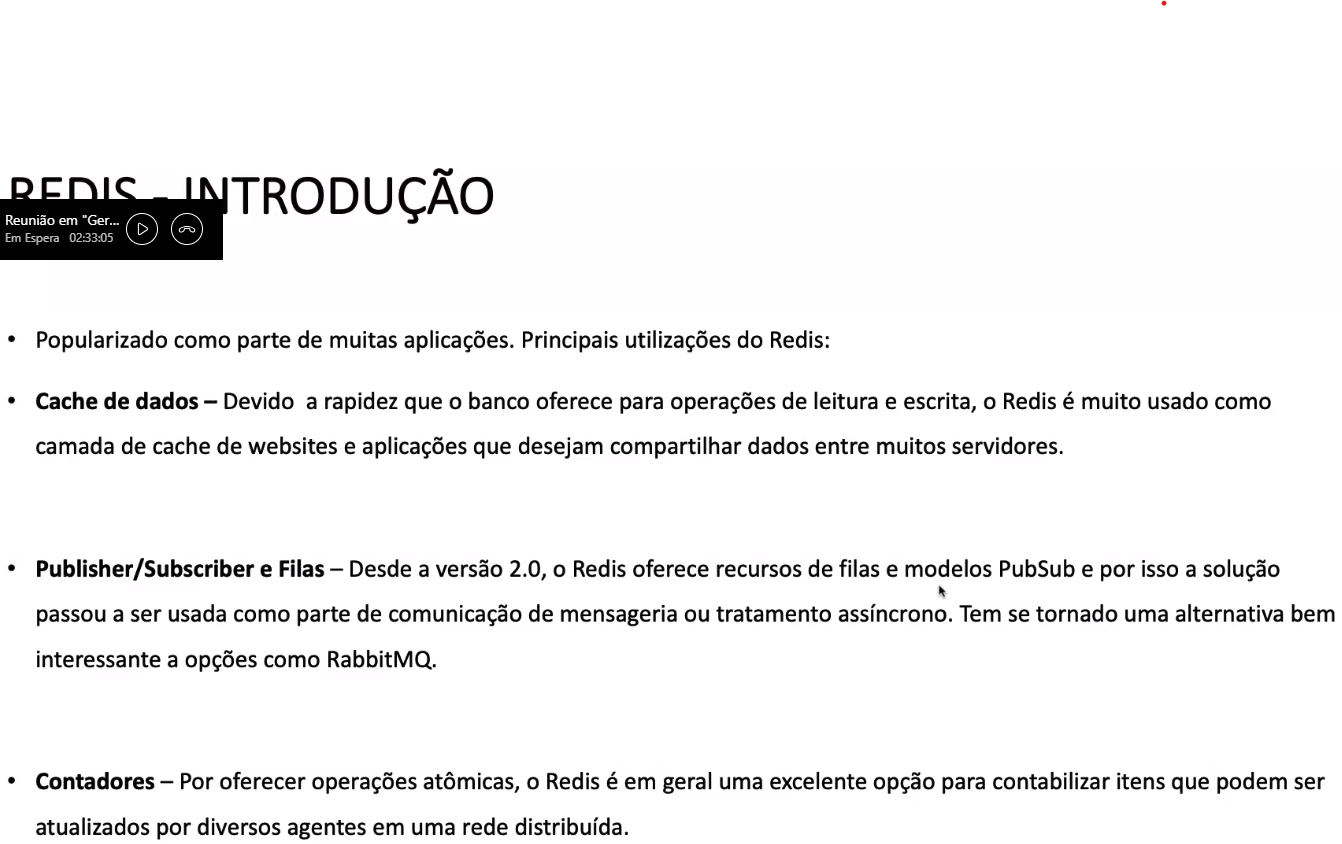 REDIS - INTRODUÇÃO
Reunião em "Ger...
Em Espera 02:33:05
• Popularizado como parte de muitas aplicações. Principais utilizações do Redis:
• Cache de dados – Devido  a rapidez que o banco oferece para operações de leitura e escrita, o Redis é muito usado como
camada de cache de websites e aplicações que desejam compartilhar dados entre muitos servidores.
• Publisher/Subscriber e Filas – Desde a versão 2.0, o Redis oferece recursos de filas e modelos PubSub e por isso a solução
passou a ser usada como parte de comunicação de mensageria ou tratamento assíncrono. Tem se tornado uma alternativa bem
interessante a opções como RabbitMQ.
• Contadores – Por oferecer operações atômicas, o Redis é em geral uma excelente opção para contabilizar itens que podem ser
atualizados por diversos agentes em uma rede distribuída.